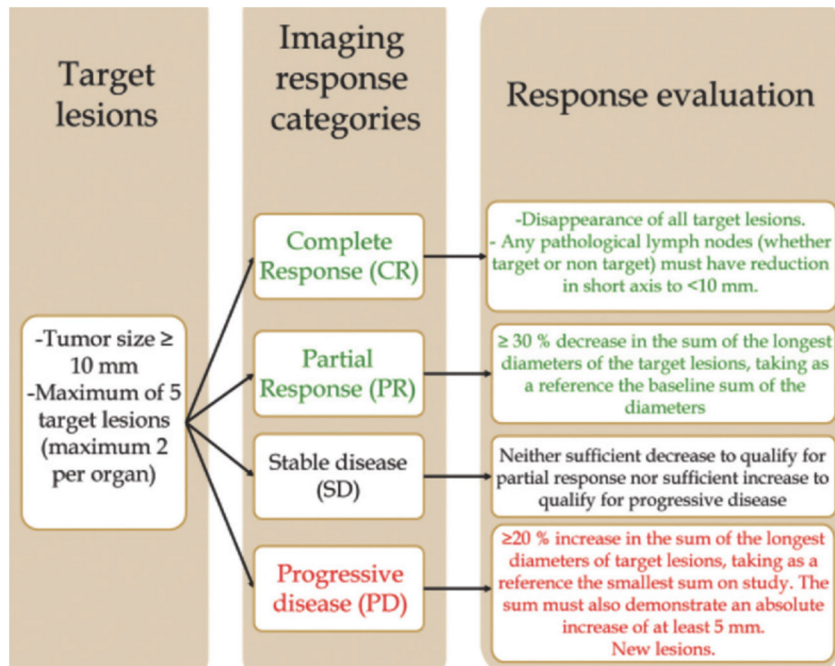 Target
lesions
Imaging
response
categories
Response evaluation
-Tumor size ≥
10 mm
-Maximum of 5
target lesions
(maximum 2
per organ)
Complete
Response (CR)
-Disappearance of all target lesions.
- Any pathological lymph nodes (whether
target or non target) must have reduction
in short axis to <10 mm.
Partial
Response (PR)
≥ 30 % decrease in the sum of the longest
diameters of the target lesions, taking as
a reference the baseline sum of the
diameters
Stable disease
(SD)
Neither sufficient decrease to qualify for
partial response nor sufficient increase to
qualify for progressive disease
Progressive
disease (PD)
≥20 % increase in the sum of the longest
diameters of target lesions, taking as a
reference the smallest sum on study. The
sum must also demonstrate an absolute
increase of at least 5 mm.
New lesions.